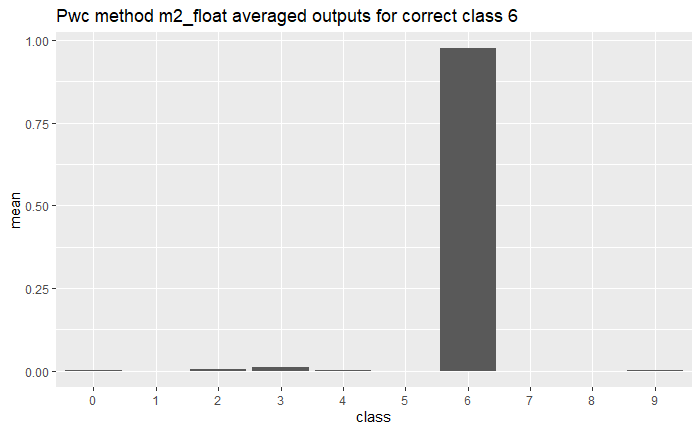 Pwc method m2_float averaged outputs for correct class 6
mean
1.00
0.75
0.50
0.25
0.00
0 1 2 3 4 5 6 7 8 9
class